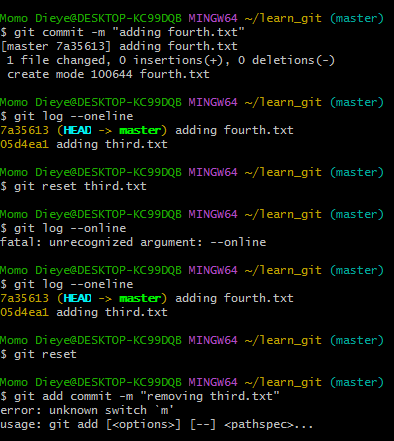 Momo Dieye@DESKTOP-KC99DQB MINGW64 ~/learn_git (master)
$ git commit -m "adding fourth.txt"
[master 7a35613] adding fourth.txt
 1 file changed, 0 insertions(+), 0 deletions(-)
 create mode 100644 fourth.txt
Momo Dieye@DESKTOP-KC99DQB MINGW64 ~/learn_git (master)
$ git log --oneline
7a35613 (HEAD -> master) adding fourth.txt
05d4ea1 adding third.txt
Momo Dieye@DESKTOP-KC99DQB MINGW64 ~/learn_git (master)
$ git reset third.txt
Momo Dieye@DESKTOP-KC99DQB MINGW64 ~/learn_git (master)
$ git log --online
fatal: unrecognized argument: --online
Momo Dieye@DESKTOP-KC99DQB MINGW64 ~/learn_git (master)
$ git log --oneline
7a35613 (HEAD -> master) adding fourth.txt
05d4ea1 adding third.txt
Momo Dieye@DESKTOP-KC99DQB MINGW64 ~/learn_git (master)
$ git reset
Momo Dieye@DESKTOP-KC99DQB MINGW64 ~/learn_git (master)
$ git add commit -m "removing third.txt"
error: unknown switch `m'
usage: git add [<options>] [--] <pathspec>...